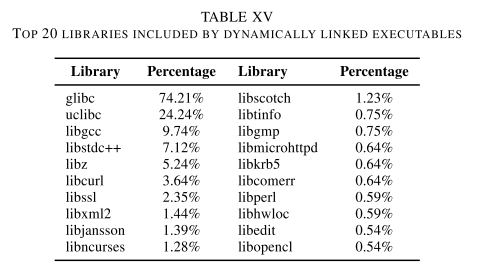 TABLE XV
TOP 20 LIBRARIES INCLUDED BY DYNAMICALLY LINKED EXECUTABLES
Library Percentage Library Percentage
glibc 74.21% libscotch 1.23%
uclibc 24.24% libtinfo 0.75%
libgcc 9.74% libgmp 0.75%
libstdc++ 7.12% libmicrohttpd 0.64%
libz 5.24% libkrb5 0.64%
libcurl 3.64% libcomerr 0.64%
libssl 2.35% libperl 0.59%
libxml2 1.44% libhwloc 0.59%
libjansson 1.39% libedit 0.54%
libncurses 1.28% libopencl 0.54%